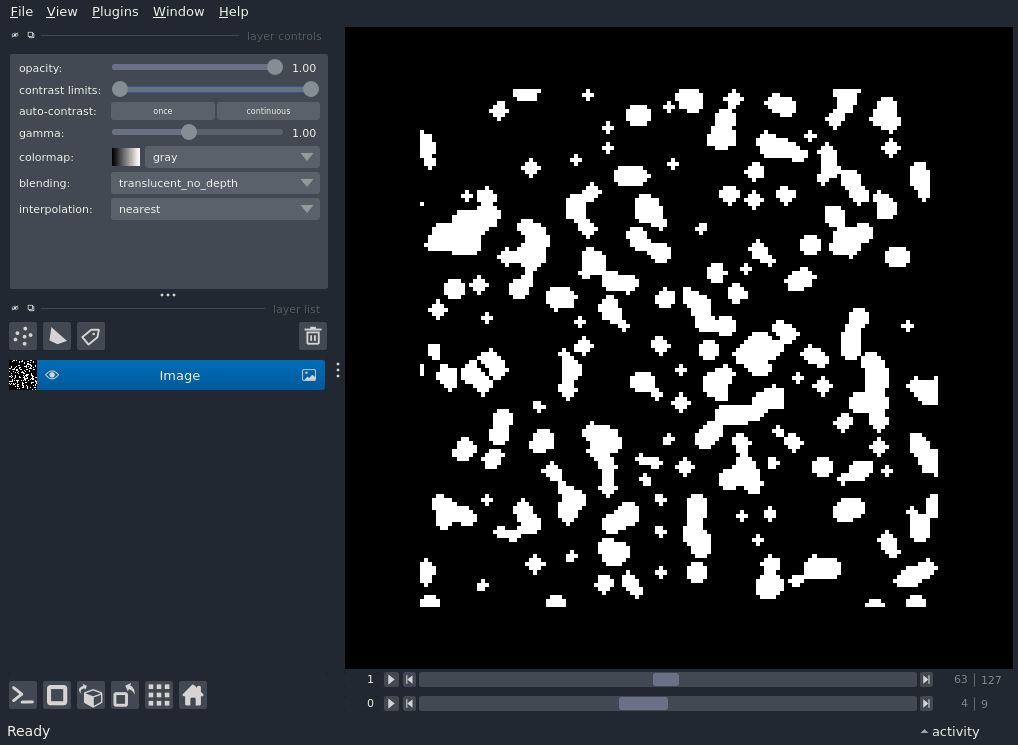 File View Plugins Window Help
layer controls
opacity: 1.00
contrast limits:
auto-contrast: once continuous
gamma: 1.00
colormap: gray
blending: translucent_no_depth
interpolation: nearest
layer list
Image
1 63 127
0 4 9
Ready activity